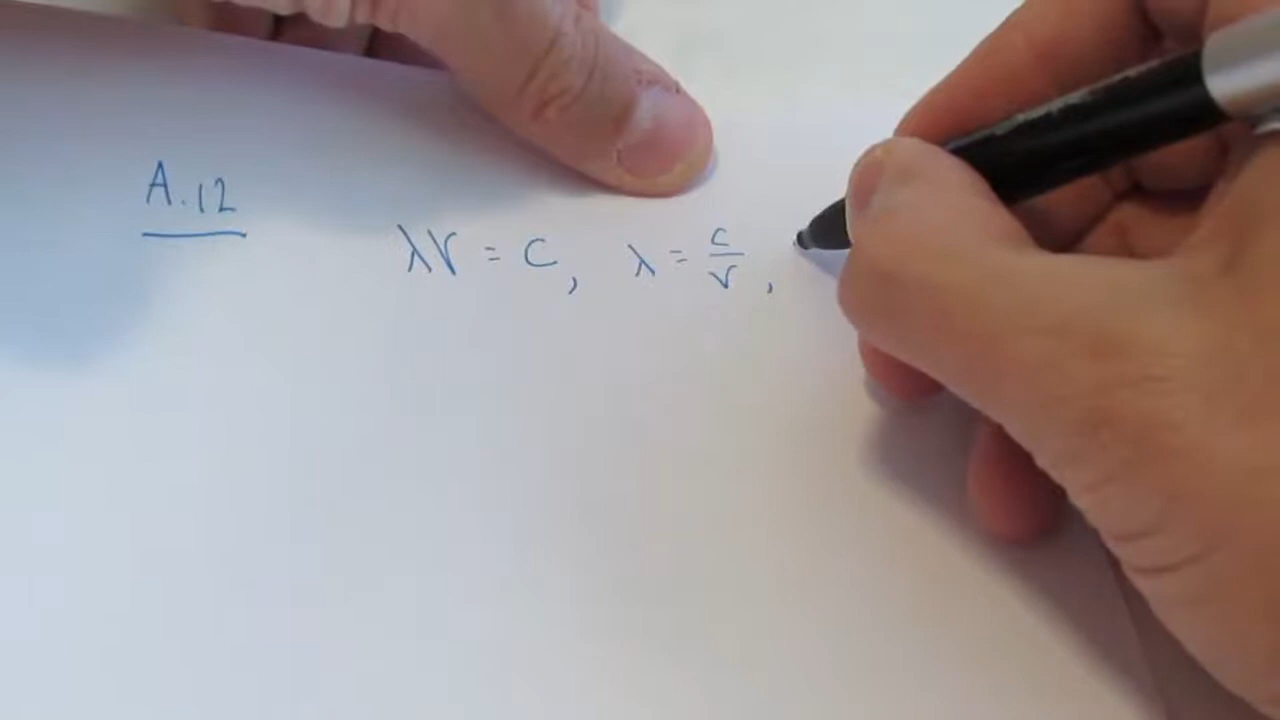 A.12
λν = c, λ = c/ν,